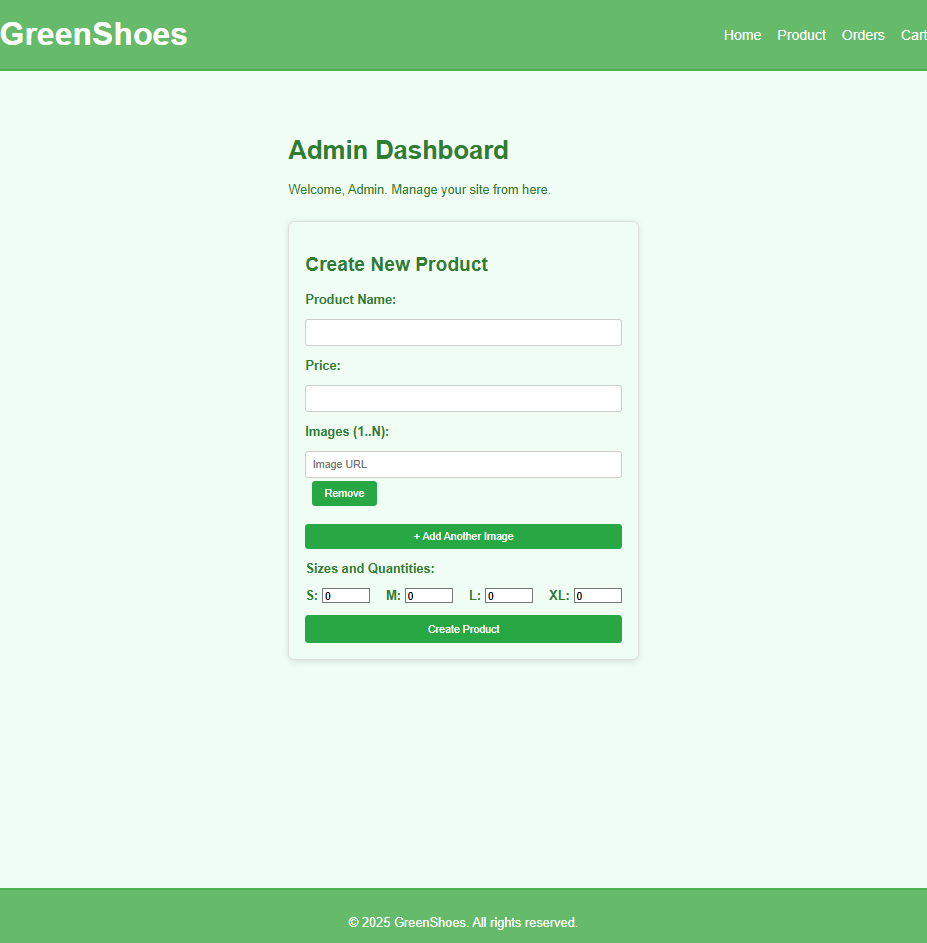 GreenShoes
Home Product Orders Cart
Admin Dashboard
Welcome, Admin. Manage your site from here.
Create New Product
Product Name:
Price:
Images (1..N):
Image URL
Remove
+ Add Another Image
Sizes and Quantities:
S: 0 M: 0 L: 0 XL: 0
Create Product
© 2025 GreenShoes. All rights reserved.